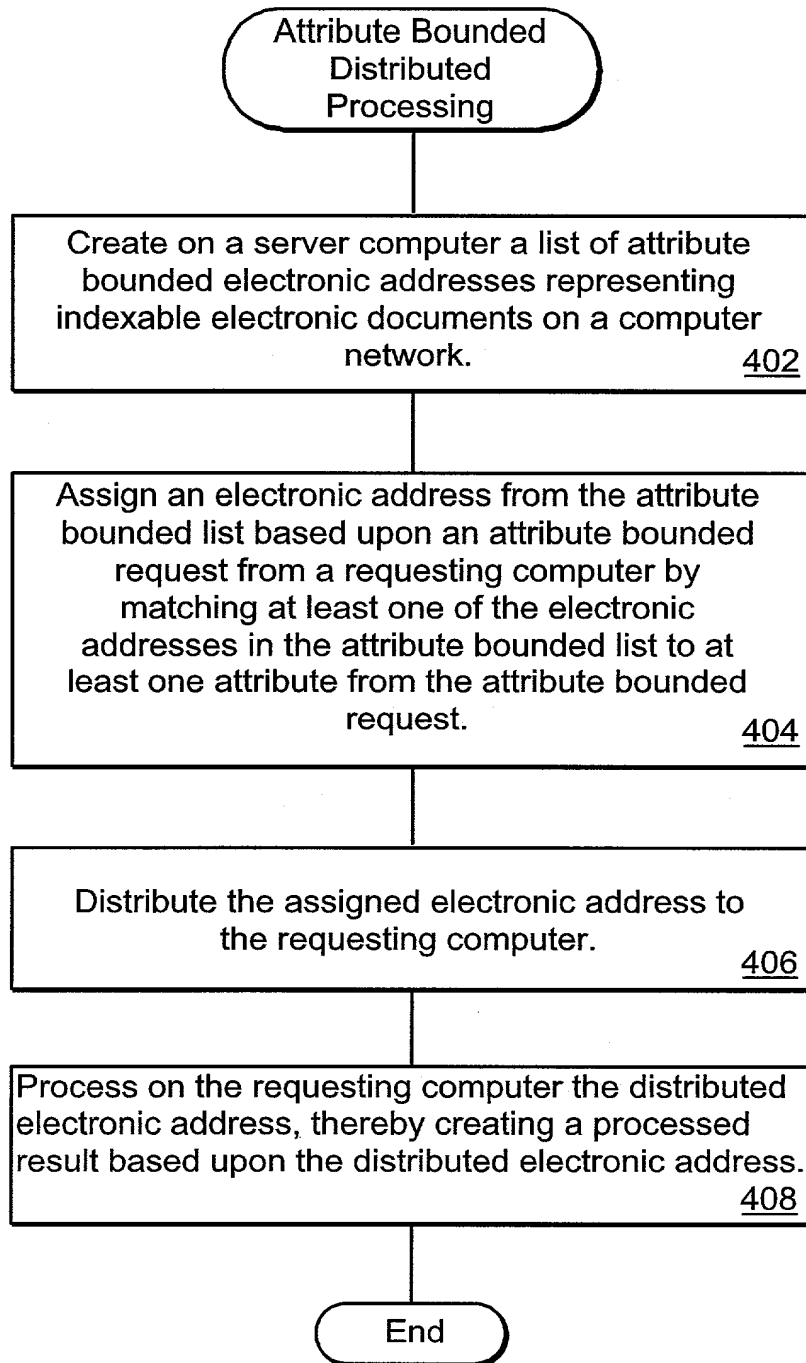 Attribute Bounded
Distributed
Processing
Create on a server computer a list of attribute
bounded electronic addresses representing
indexable electronic documents on a computer
network.
402
Assign an electronic address from the attribute
bounded list based upon an attribute bounded
request from a requesting computer by
matching at least one of the electronic
addresses in the attribute bounded list to at
least one attribute from the attribute bounded
request.
404
Distribute the assigned electronic address to
the requesting computer.
406
Process on the requesting computer the distributed
electronic address, thereby creating a processed
result based upon the distributed electronic address.
408
End